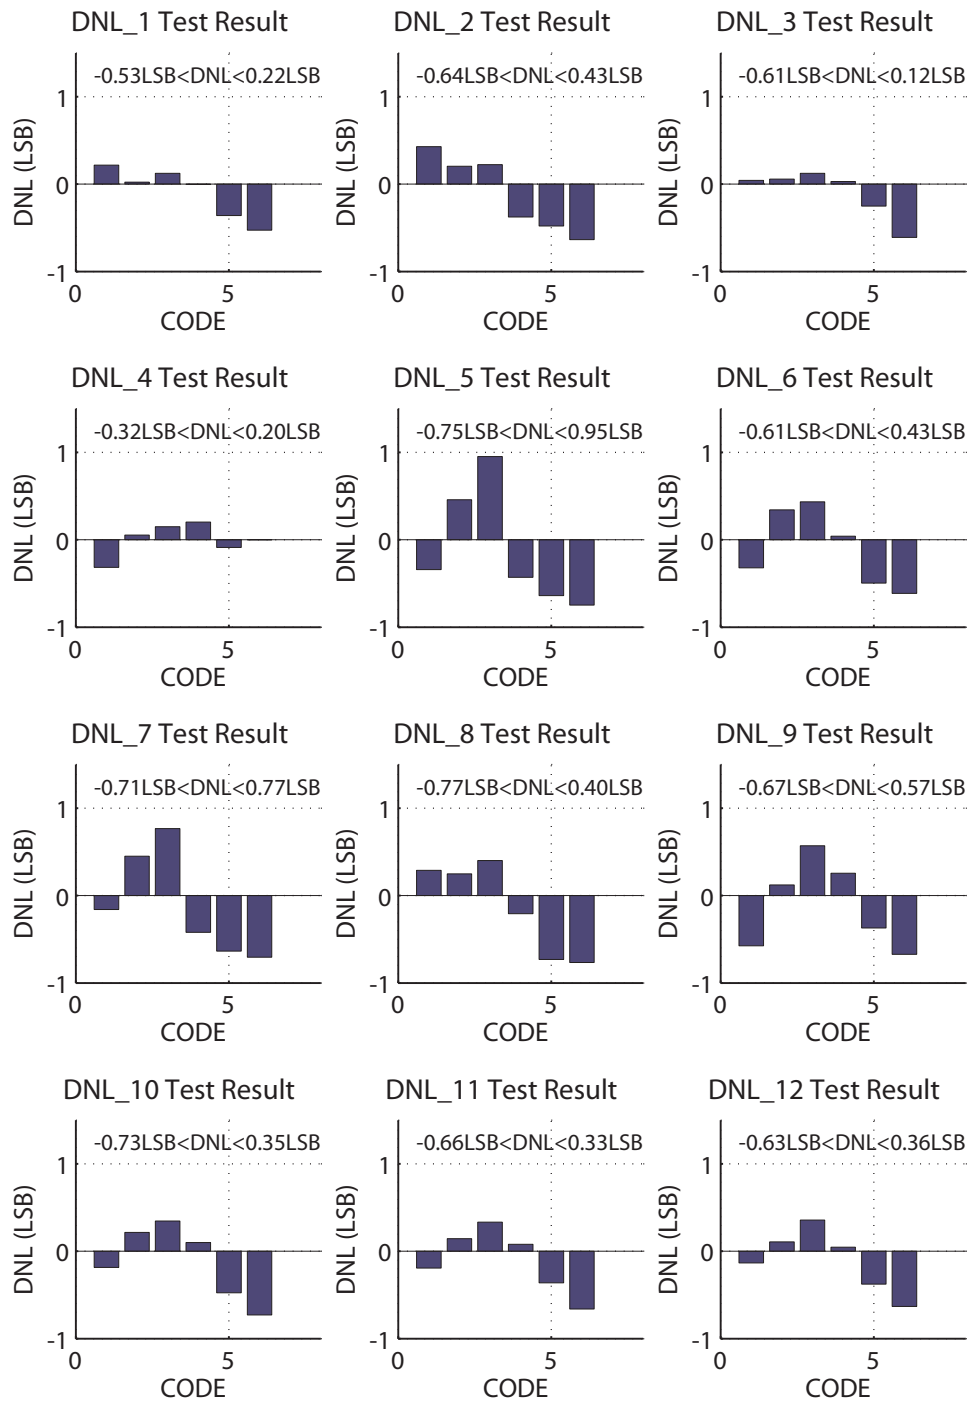 DNL_1 Test Result
-0.53LSB<DNL<0.22LSB
1
0
-1
DNL (LSB)
0
5
CODE
DNL_2 Test Result
-0.64LSB<DNL<0.43LSB
1
0
-1
DNL (LSB)
0
5
CODE
DNL_3 Test Result
-0.61LSB<DNL<0.12LSB
1
0
-1
DNL (LSB)
0
5
CODE
DNL_4 Test Result
-0.32LSB<DNL<0.20LSB
1
0
-1
DNL (LSB)
0
5
CODE
DNL_5 Test Result
-0.75LSB<DNL<0.95LSB
1
0
-1
DNL (LSB)
0
5
CODE
DNL_6 Test Result
-0.61LSB<DNL<0.43LSB
1
0
-1
DNL (LSB)
0
5
CODE
DNL_7 Test Result
-0.71LSB<DNL<0.77LSB
1
0
-1
DNL (LSB)
0
5
CODE
DNL_8 Test Result
-0.77LSB<DNL<0.40LSB
1
0
-1
DNL (LSB)
0
5
CODE
DNL_9 Test Result
-0.67LSB<DNL<0.57LSB
1
0
-1
DNL (LSB)
0
5
CODE
DNL_10 Test Result
-0.73LSB<DNL<0.35LSB
1
0
-1
DNL (LSB)
0
5
CODE
DNL_11 Test Result
-0.66LSB<DNL<0.33LSB
1
0
-1
DNL (LSB)
0
5
CODE
DNL_12 Test Result
-0.63LSB<DNL<0.36LSB
1
0
-1
DNL (LSB)
0
5
CODE